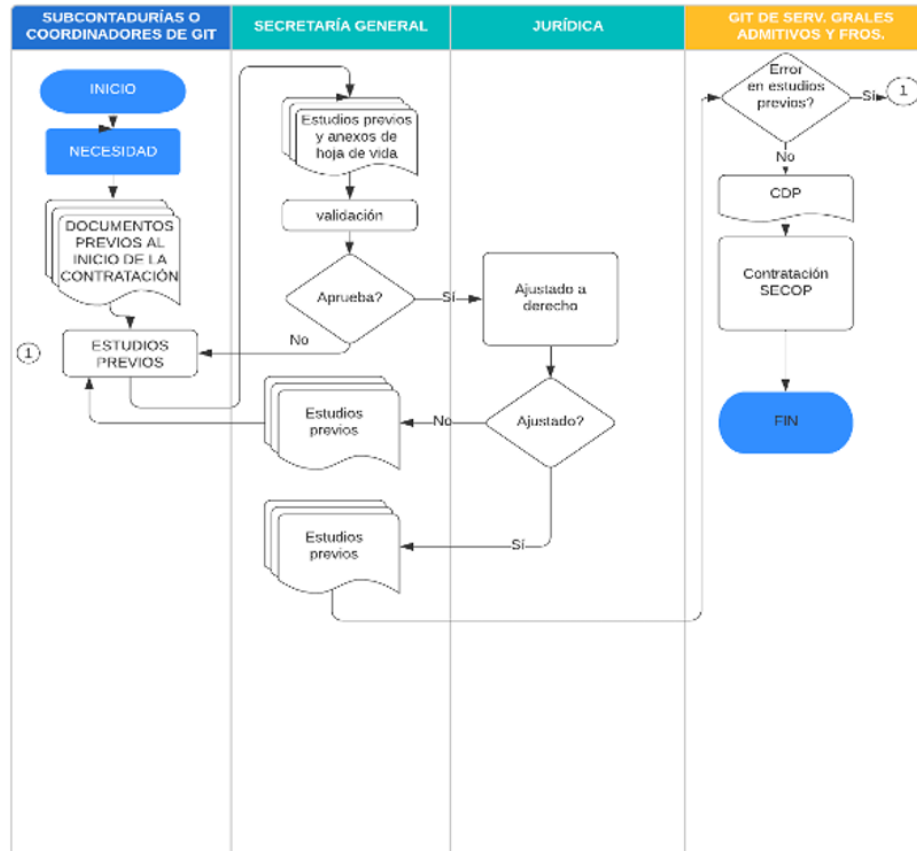 SUBCONTADURÍAS O
COORDINADORES DE GIT
SECRETARÍA GENERAL
JURÍDICA
GIT DE SERV. GRALES
ADMITIVOS Y FROS.
INICIO
NECESIDAD
DOCUMENTOS
PREVIOS AL
INICIO DE LA
CONTRATACIÓN
1
ESTUDIOS
PREVIOS
Estudios previos
y anexos de
hoja de vida
validación
Aprueba?
Sí
No
Estudios
previos
Estudios
previos
Ajustado a
derecho
Ajustado?
No
Sí
Error
en estudios
previos?
Sí
1
No
CDP
Contratación
SECOP
FIN